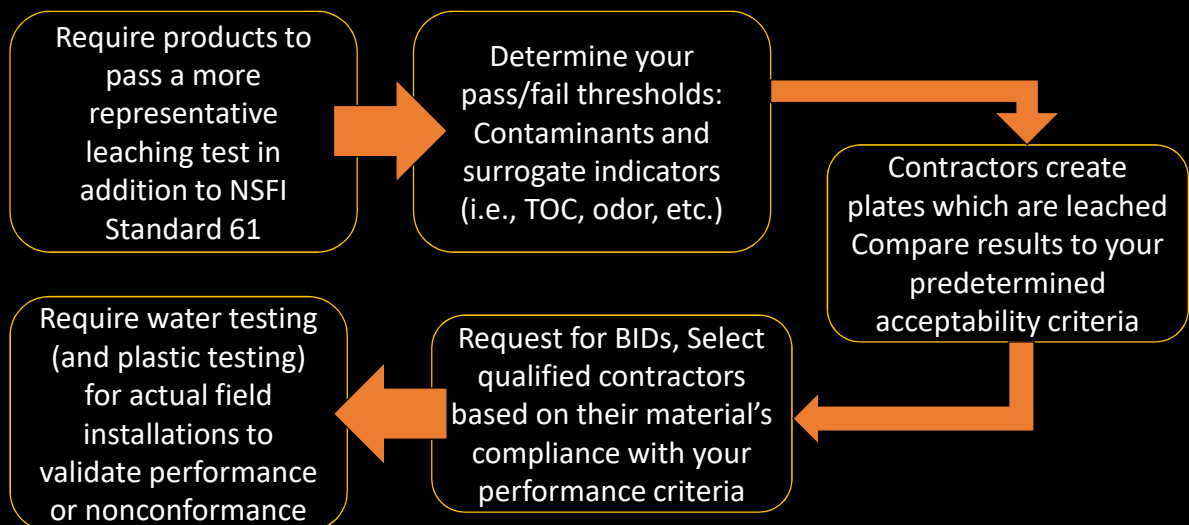 Require products to
pass a more
representative
leaching test in
addition to NSFI
Standard 61
Determine your
pass/fail thresholds:
Contaminants and
surrogate indicators
(i.e., TOC, odor, etc.)
Contractors create
plates which are leached
Compare results to your
predetermined
acceptability criteria
Request for BIDs, Select
qualified contractors
based on their material’s
compliance with your
performance criteria
Require water testing
(and plastic testing)
for actual field
installations to
validate performance
or nonconformance